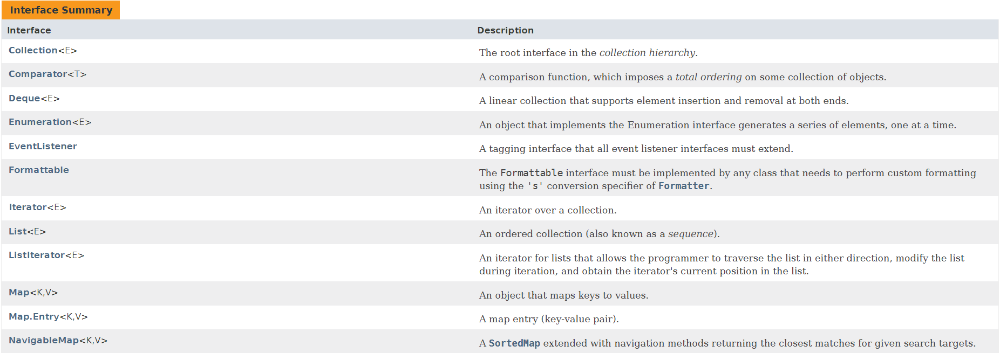 Interface Summary
Interface Description
Collection<E> The root interface in the collection hierarchy.
Comparator<T> A comparison function, which imposes a total ordering on some collection of objects.
Deque<E> A linear collection that supports element insertion and removal at both ends.
Enumeration<E> An object that implements the Enumeration interface generates a series of elements, one at a time.
EventListener A tagging interface that all event listener interfaces must extend.
Formattable The Formattable interface must be implemented by any class that needs to perform custom formatting
using the 's' conversion specifier of Formatter.
Iterator<E> An iterator over a collection.
List<E> An ordered collection (also known as a sequence).
ListIterator<E> An iterator for lists that allows the programmer to traverse the list in either direction, modify the list
during iteration, and obtain the iterator's current position in the list.
Map<K,V> An object that maps keys to values.
Map.Entry<K,V> A map entry (key-value pair).
NavigableMap<K,V> A SortedMap extended with navigation methods returning the closest matches for given search targets.